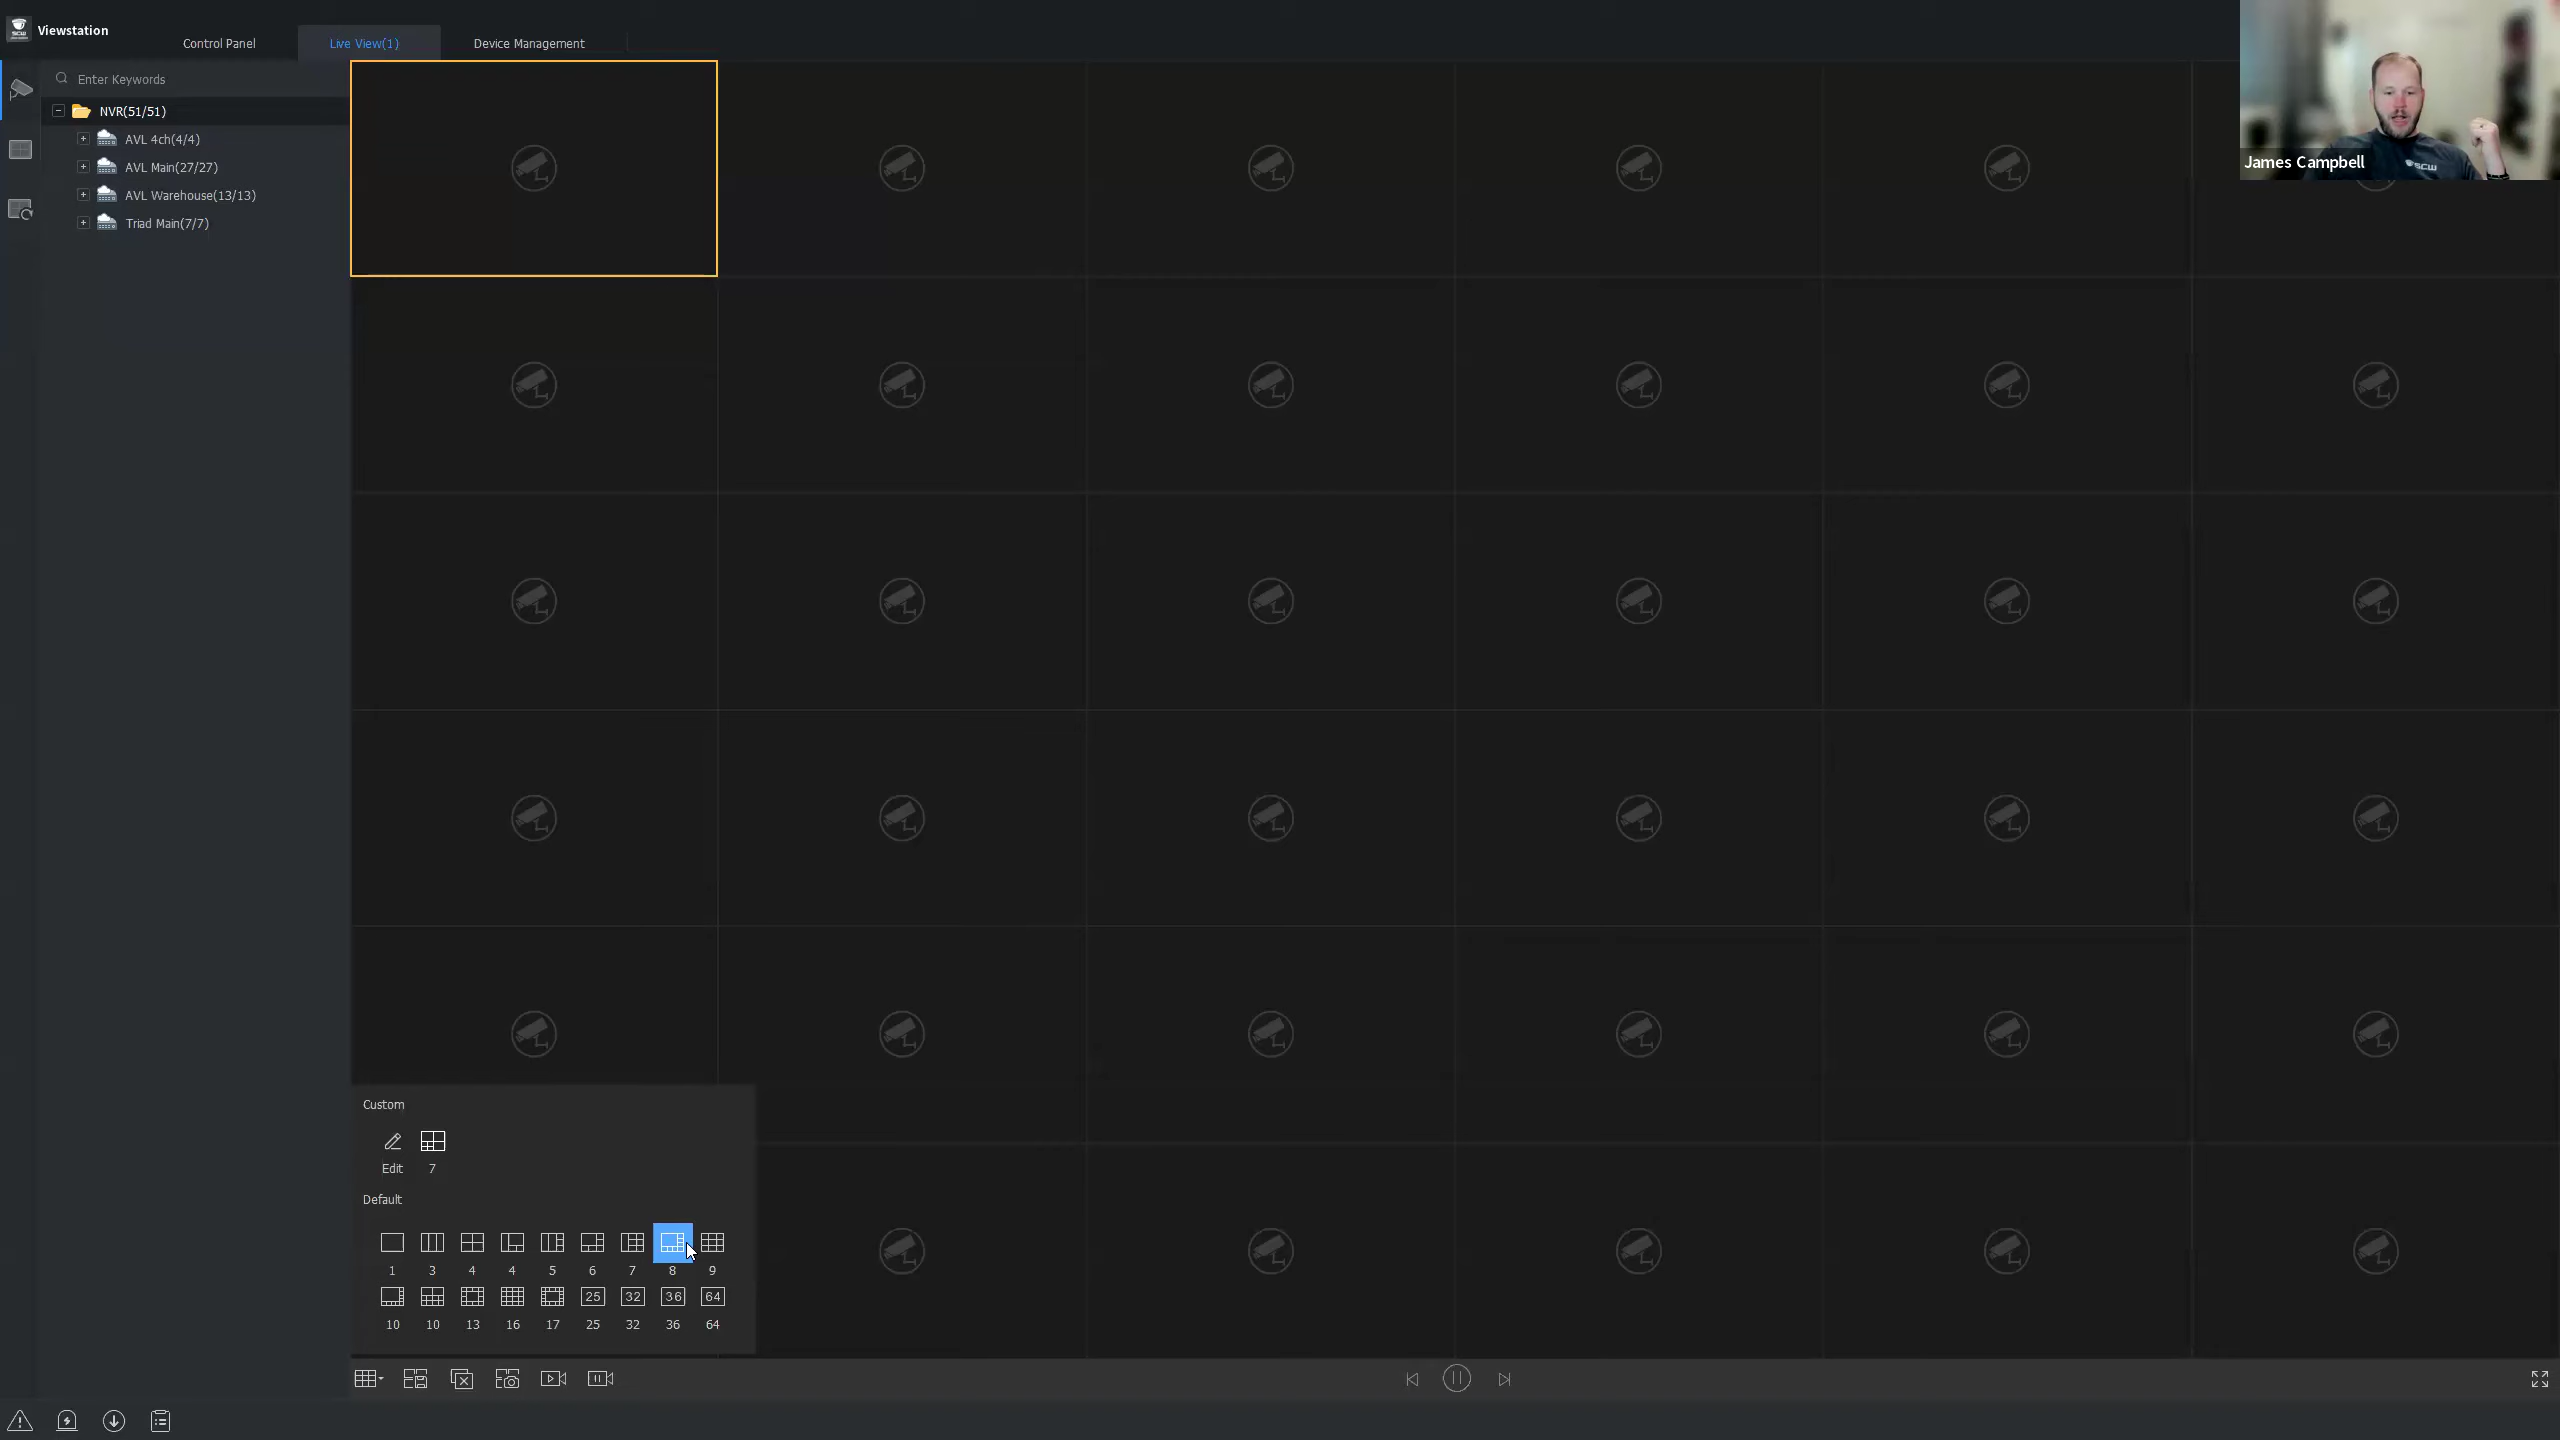 SCW
Viewstation
Control Panel
Live View(1)
Device Management
Enter Keywords
NVR(51/51)
AVL 4ch(4/4)
AVL Main(27/27)
AVL Warehouse(13/13)
Triad Main(7/7)
SCW
James Campbell
Custom
Edit 7
Default
1 3 4 4 5 6 7 8 9
25 32 36 64
10 10 13 16 17 25 32 36 64